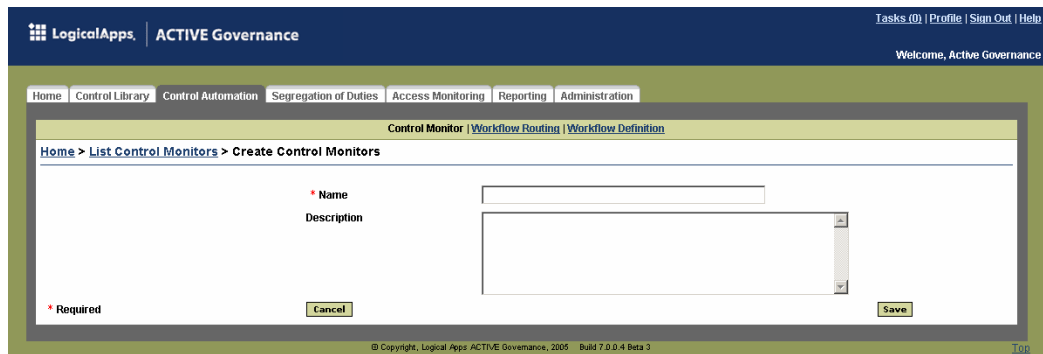 Tasks (0) | Profile | Sign Out | Help
LogicalApps. ACTIVE Governance
Welcome, Active Governance
Home Control Library Control Automation Segregation of Duties Access Monitoring Reporting Administration
Control Monitor | Workflow Routing | Workflow Definition
Home > List Control Monitors > Create Control Monitors
* Name
Description
* Required Cancel Save
© Copyright, Logical Apps ACTIVE Governance, 2005 Build 7.0.0.4 Beta 3
Top